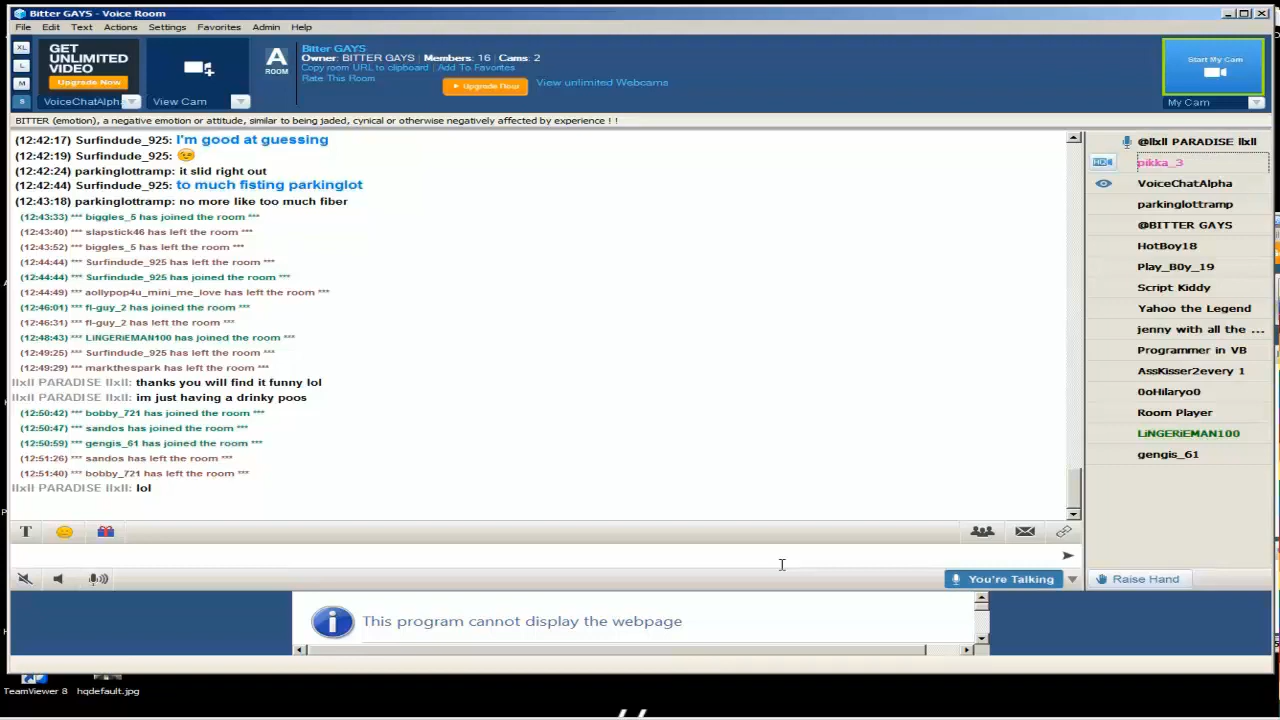 Bitter GAYS - Voice Room
File Edit Text Actions Settings Favorites Admin Help
XL
L
M
S
GET
UNLIMITED
VIDEO
Upgrade Now
VoiceChatAlph
View Cam
A
ROOM
Bitter GAYS
Owner: BITTER GAYS | Members: 16 | Cams: 2
Copy room URL to clipboard | Add To Favorites
Rate This Room
Upgrade Now
View unlimited Webcams
Start My Cam
My Cam
BITTER (emotion), a negative emotion or attitude, similar to being jaded, cynical or otherwise negatively affected by experience ! !
(12:42:17) Surfindude_925: I'm good at guessing
(12:42:19) Surfindude_925:
(12:42:24) parkinglottramp: it slid right out
(12:42:44) Surfindude_925: to much fisting parkinglot
(12:43:18) parkinglottramp: no more like too much fiber
(12:43:33) *** biggles_5 has joined the room ***
(12:43:40) *** slapstick46 has left the room ***
(12:43:52) *** biggles_5 has left the room ***
(12:44:44) *** Surfindude_925 has left the room ***
(12:44:44) *** Surfindude_925 has joined the room ***
(12:44:49) *** aollypop4u_mini_me_love has left the room ***
(12:46:01) *** fl-guy_2 has joined the room ***
(12:46:31) *** fl-guy_2 has left the room ***
(12:48:43) *** LiNGERiEMAN100 has joined the room ***
(12:49:25) *** Surfindude_925 has left the room ***
(12:49:29) *** markthespark has left the room ***
llxll PARADISE llxll: thanks you will find it funny lol
llxll PARADISE llxll: im just having a drinky poos
(12:50:42) *** bobby_721 has joined the room ***
(12:50:47) *** sandos has joined the room ***
(12:50:59) *** gengis_61 has joined the room ***
(12:51:26) *** sandos has left the room ***
(12:51:40) *** bobby_721 has left the room ***
llxll PARADISE llxll: lol
@llxll PARADISE llxll
pikka_3
VoiceChatAlpha
parkinglottramp
@BITTER GAYS
HotBoy18
Play_B0y_19
Script Kiddy
Yahoo the Legend
jenny with all the ...
Programmer in VB
AssKisser2every 1
0oHilaryo0
Room Player
LiNGERiEMAN100
gengis_61
T
You're Talking
Raise Hand
This program cannot display the webpage
TeamViewer 8
hqdefault.jpg